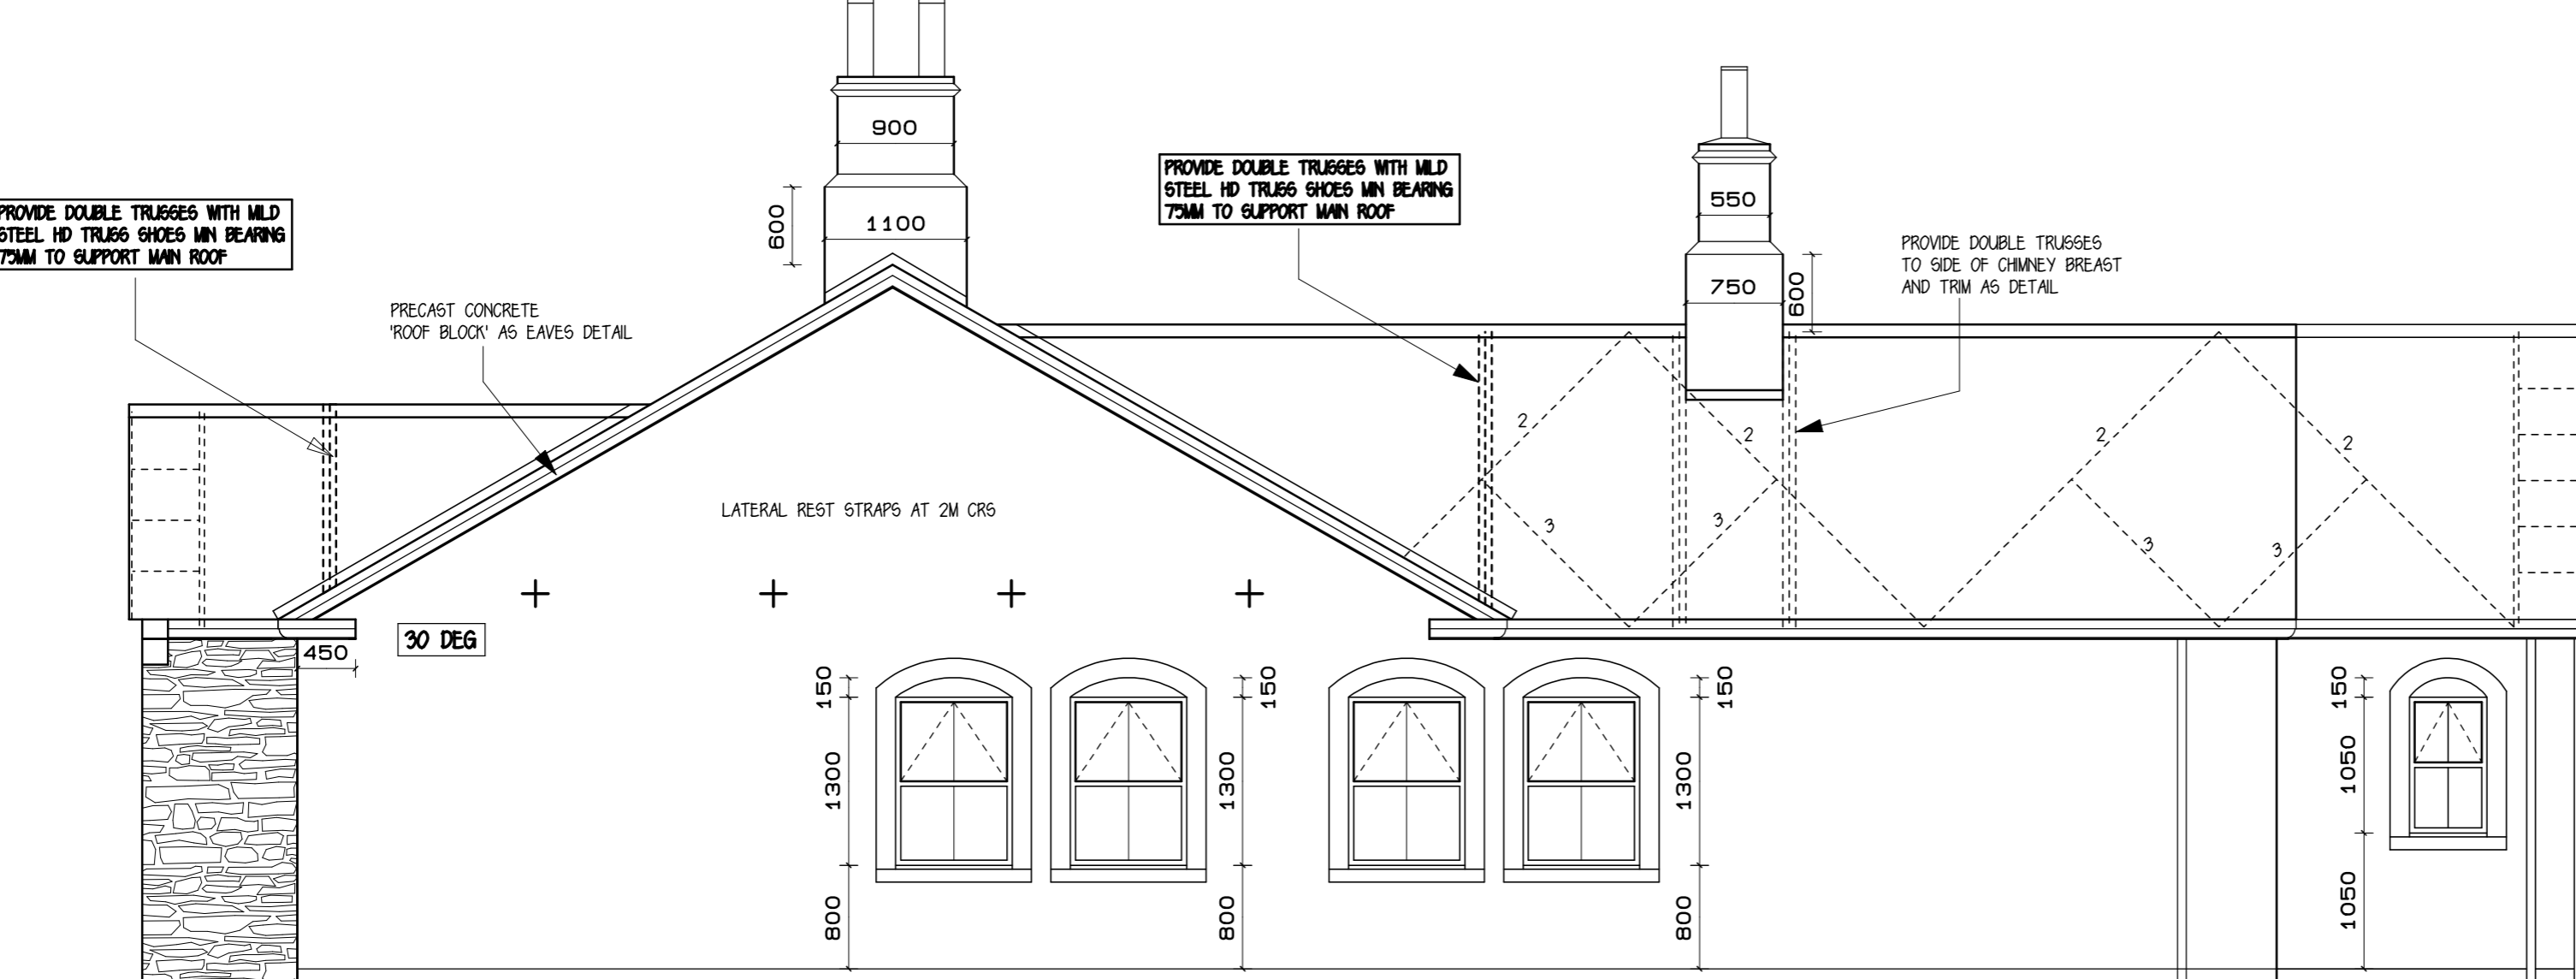 900
PROVIDE DOUBLE TRUSSES WITH MILD
STEEL HD TRUSS SHOES MIN BEARING
75MM TO SUPPORT MAIN ROOF
600
1100
PROVIDE DOUBLE TRUSSES WITH MILD
STEEL HD TRUSS SHOES MIN BEARING
75MM TO SUPPORT MAIN ROOF
550
750
600
PROVIDE DOUBLE TRUSSES
TO SIDE OF CHIMNEY BREAST
AND TRIM AS DETAIL
PRECAST CONCRETE
'ROOF BLOCK' AS EAVES DETAIL
2
2
2
2
LATERAL REST STRAPS AT 2M CRS
3
3
3
3
30 DEG
450
150
150
150
150
1300
1300
1300
1050
800
800
800
1050